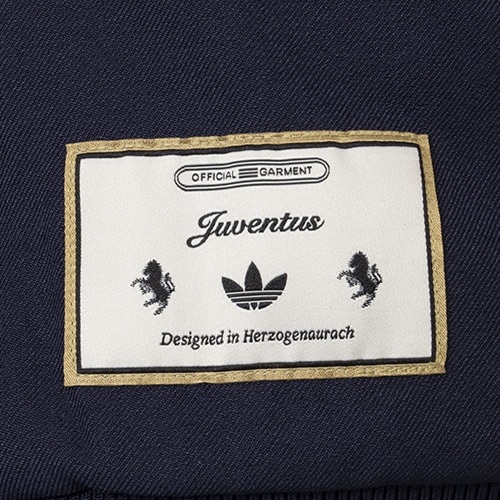 OFFICIAL GARMENT
Juventus
Designed in Herzogenaurach